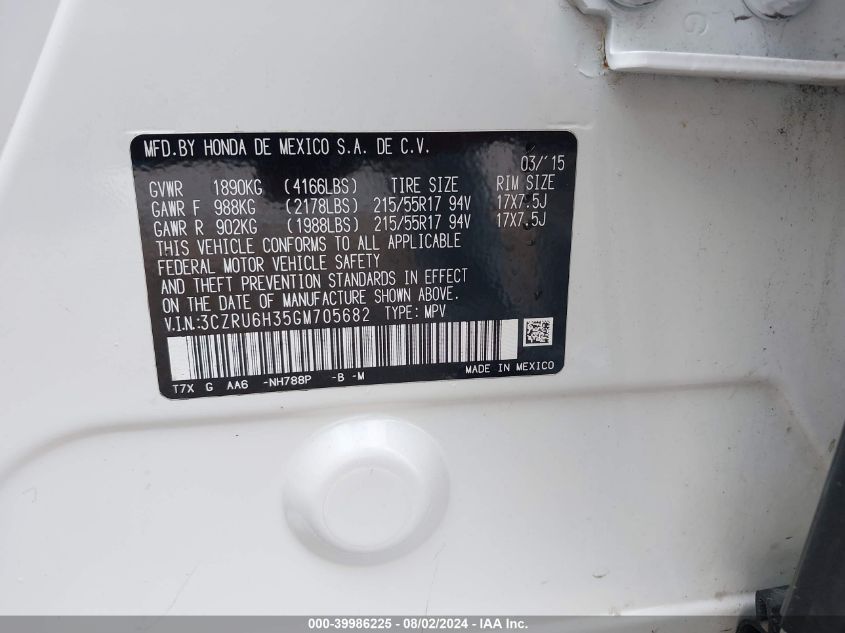 MFD.BY HONDA DE MEXICO S.A. DE C.V.
03/'15
GVWR 1890KG (4166LBS) TIRE SIZE RIM SIZE
GAWR F 988KG (2178LBS) 215/55R17 94V 17X7.5J
GAWR R 902KG (1988LBS) 215/55R17 94V 17X7.5J
THIS VEHICLE CONFORMS TO ALL APPLICABLE
FEDERAL MOTOR VEHICLE SAFETY
AND THEFT PREVENTION STANDARDS IN EFFECT
ON THE DATE OF MANUFACTURE SHOWN ABOVE.
V.I.N.:3CZRU6H35GM705682 TYPE: MPV
T7X G AA6 -NH788P -B -M MADE IN MEXICO
000-39986225 - 08/02/2024 - IAA Inc.